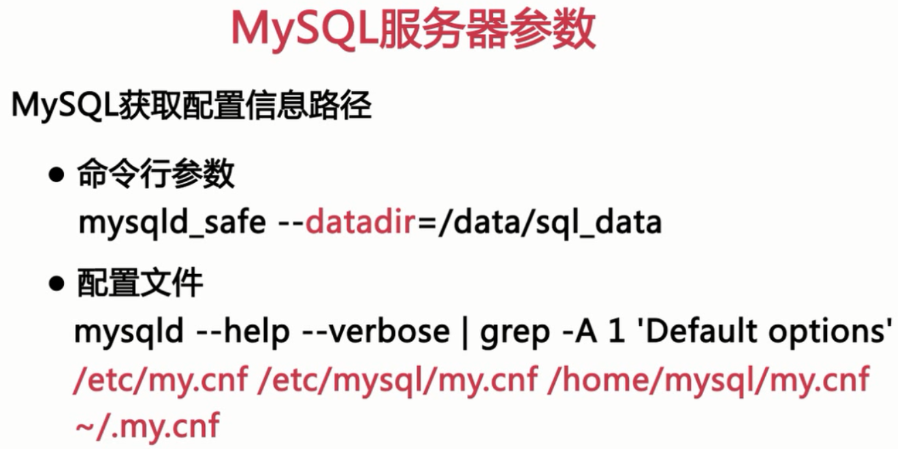 MySQL服务器参数
MySQL获取配置信息路径
● 命令行参数
mysqld_safe --datadir=/data/sql_data
● 配置文件
mysqld --help --verbose | grep -A 1 'Default options'
/etc/my.cnf /etc/mysql/my.cnf /home/mysql/my.cnf
~/.my.cnf